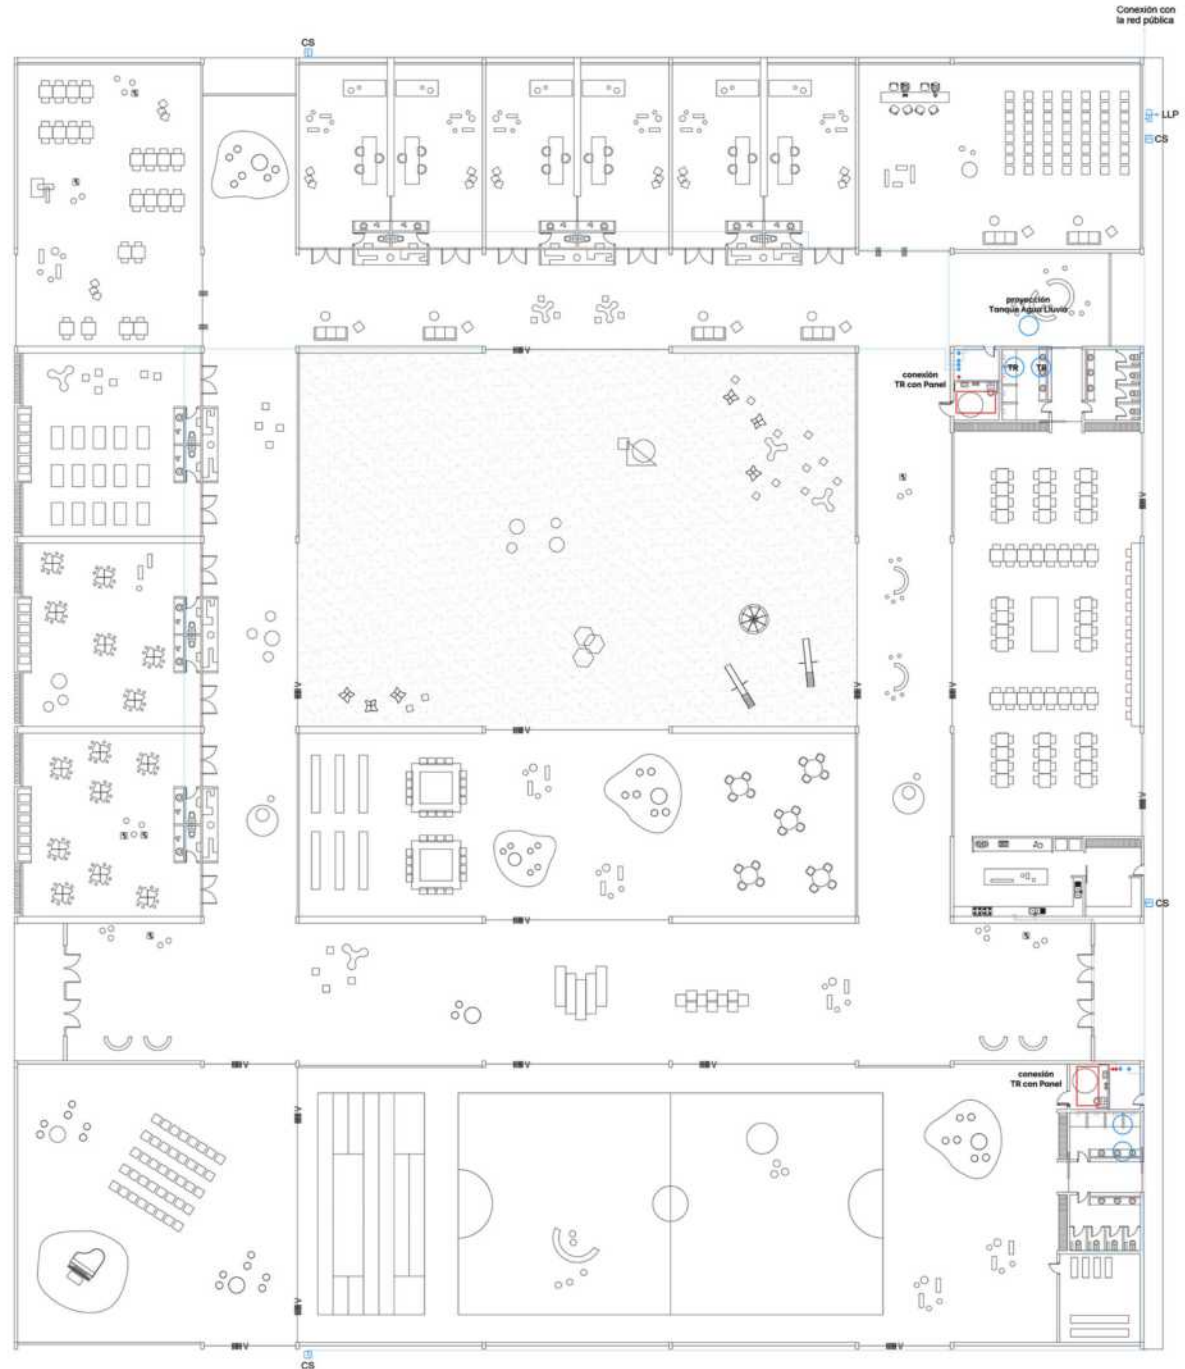 Conexión con
la red pública
CS
LLP
CS
proyección
Tanque Agua Lluvia
V
conexión
TR con Panel
TR
TR
V
V
V
V
V
V
V
CS
V
V
V
V
conexión
TR con Panel
V
V
V
V
CS